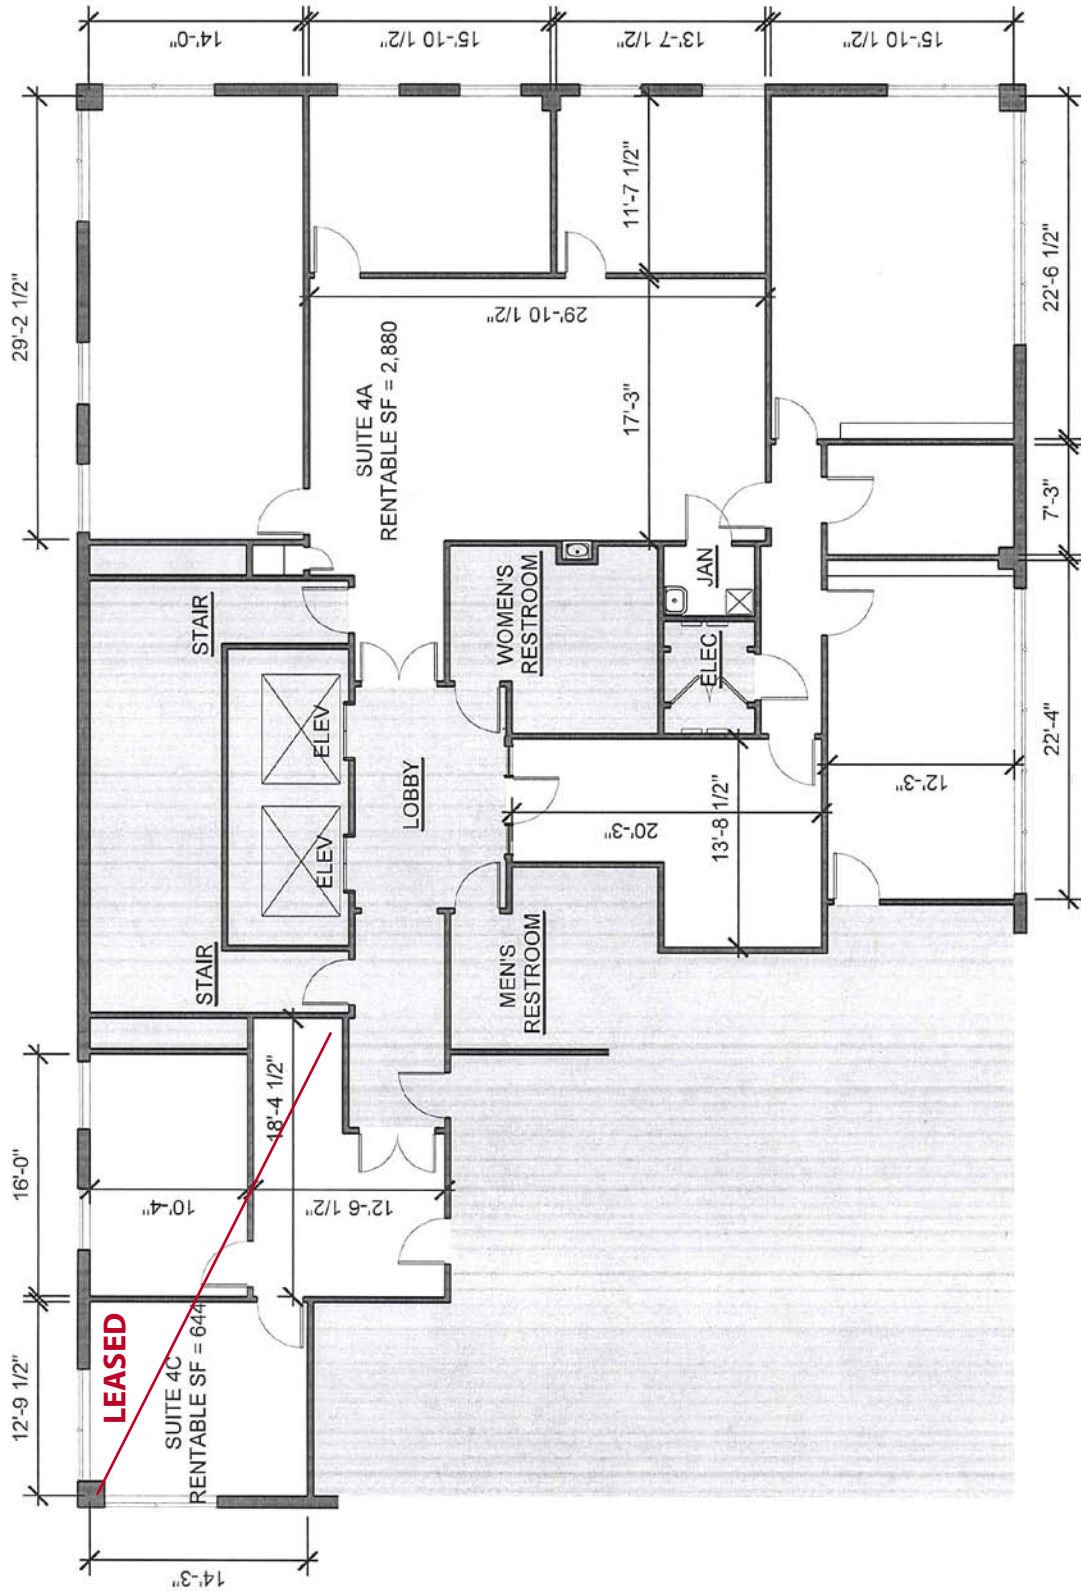 14'-0"
15'-10 1/2"
13'-7 1/2"
15'-10 1/2"
29'-2 1/2"
11'-7 1/2"
22'-6 1/2"
29'-10 1/2"
SUITE 4A
RENTABLE SF = 2,880
17'-3"
7'-3"
STAIR
WOMEN'S
RESTROOM
JAN
ELEC
ELEV
ELEV
LOBBY
22'-4"
12'-3"
20'-3"
13'-8 1/2"
STAIR
MEN'S
RESTROOM
18'-4 1/2"
16'-0"
10'-4"
12'-6 1/2"
LEASED
SUITE 4C
RENTABLE SF = 644
12'-9 1/2"
14'-3"